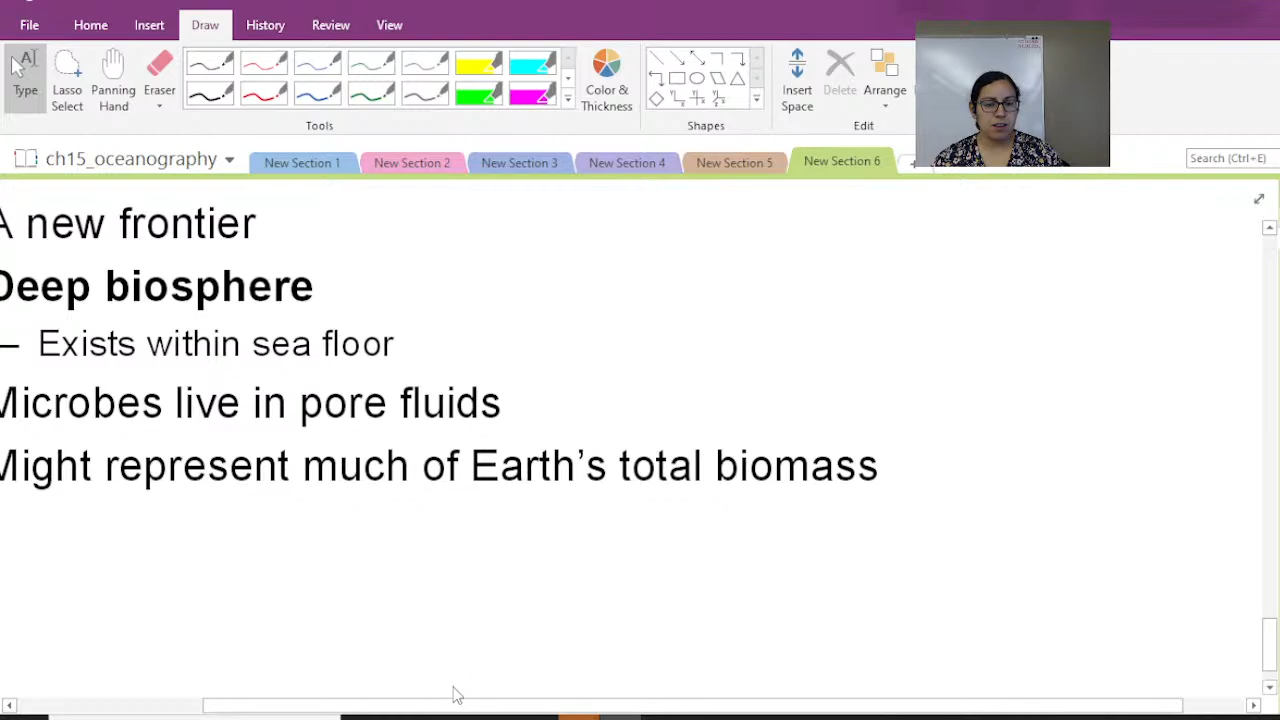 File Home Insert Draw History Review View
Type
Lasso Select
Panning Hand
Eraser
Color & Thickness
Insert Space
Delete
Arrange
Tools
Shapes
Edit
ch15_oceanography
New Section 1
New Section 2
New Section 3
New Section 4
New Section 5
New Section 6
Search (Ctrl+E)
A new frontier
Deep biosphere
– Exists within sea floor
Microbes live in pore fluids
Might represent much of Earth's total biomass